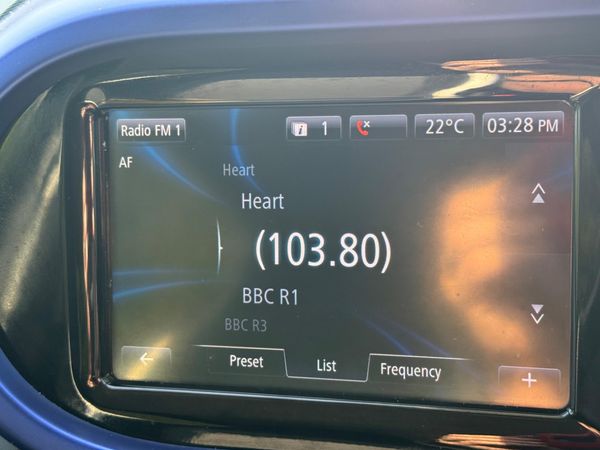 Radio FM 1
i 1
22°C
03:28 PM
AF
Heart
Heart
(103.80)
BBC R1
BBC R3
Preset
List
Frequency